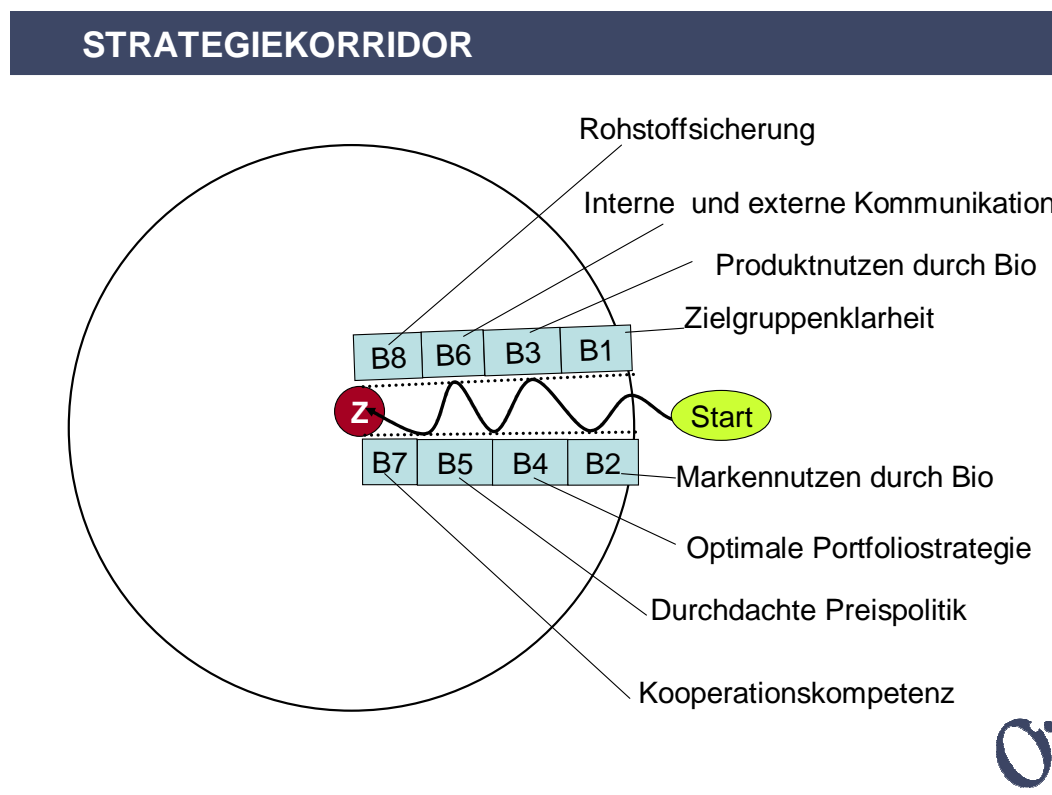 STRATEGIEKORRIDOR
Rohstoffsicherung
Interne und externe Kommunikation
Produktnutzen durch Bio
Zielgruppenklarheit
B8 B6 B3 B1
Z
Start
B7 B5 B4 B2
Markennutzen durch Bio
Optimale Portfoliostrategie
Durchdachte Preispolitik
Kooperationskompetenz